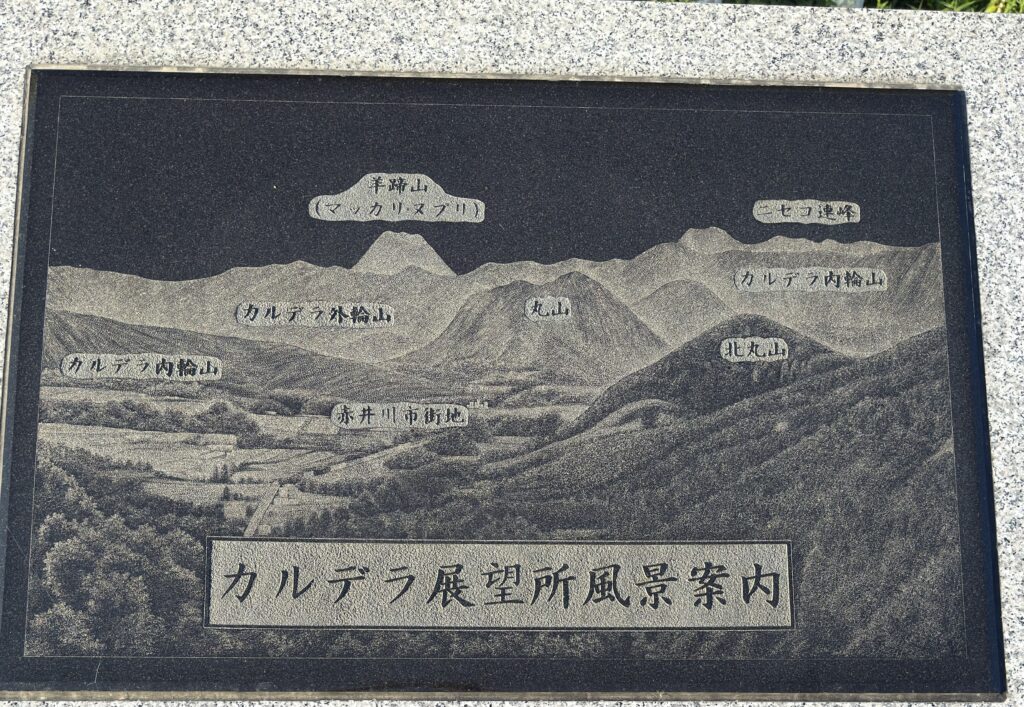 羊蹄山
(マッカリ・ヌプリ)
ニセコ連峰
カルデラ内輪山
カルデラ外輪山
丸山
北丸山
カルデラ内輪山
赤井川市街地
カルデラ展望所風景案内